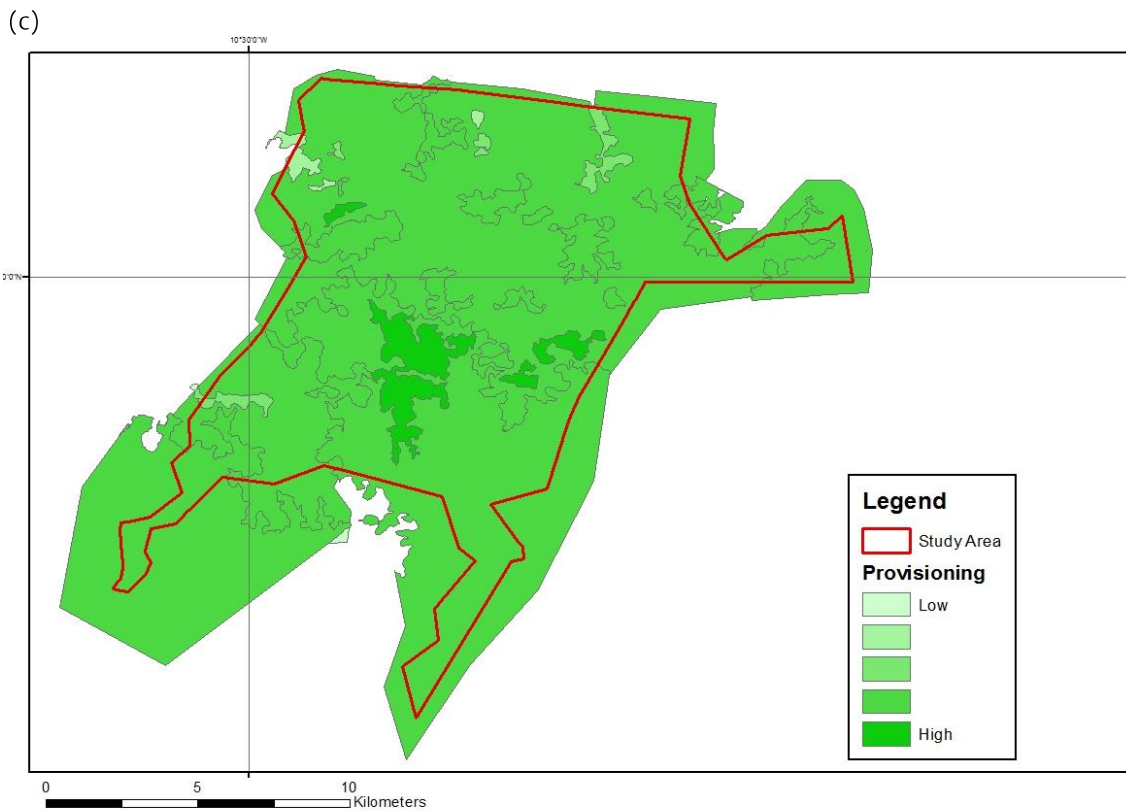 (c)
10°30'0"W
0'0"N
Legend
Study Area
Provisioning
Low
High
0 5 10
Kilometers